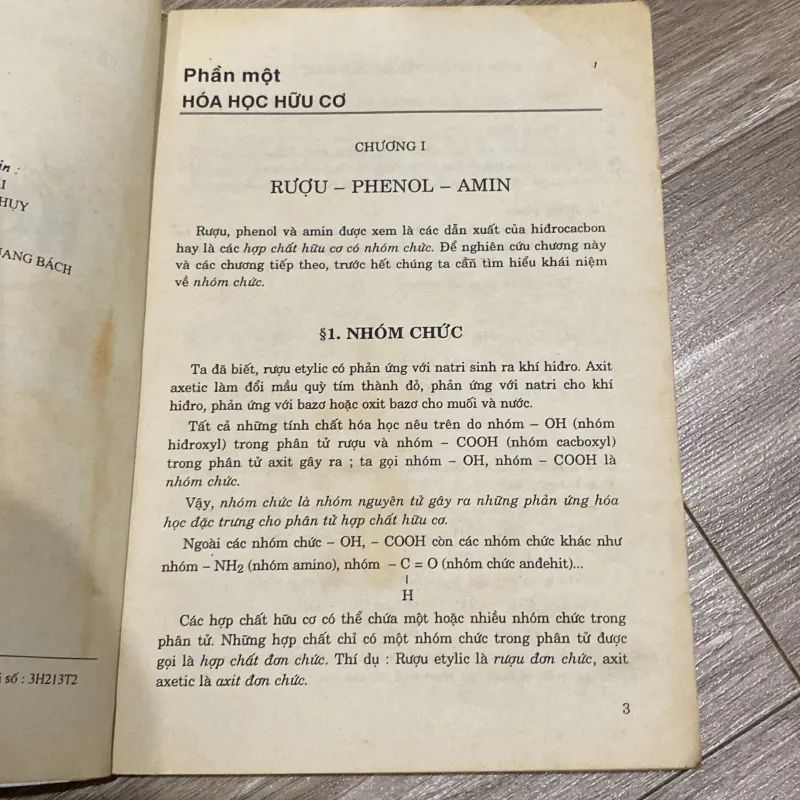 in :
I
HỤY
JANG BÁCH
số : 3H213T2
Phần một
HÓA HỌC HỮU CƠ
CHƯƠNG I
RƯỢU – PHENOL – AMIN
Rượu, phenol và amin được xem là các dẫn xuất của hiđrocacbon
hay là các hợp chất hữu cơ có nhóm chức. Để nghiên cứu chương này
và các chương tiếp theo, trước hết chúng ta cần tìm hiểu khái niệm
về nhóm chức.
§1. NHÓM CHỨC
Ta đã biết, rượu etylic có phản ứng với natri sinh ra khí hiđro. Axit
axetic làm đổi mầu quỳ tím thành đỏ, phản ứng với natri cho khí
hiđro, phản ứng với bazơ hoặc oxit bazơ cho muối và nước.
Tất cả những tính chất hóa học nêu trên do nhóm – OH (nhóm
hiđroxyl) trong phân tử rượu và nhóm – COOH (nhóm cacboxyl)
trong phân tử axit gây ra ; ta gọi nhóm – OH, nhóm – COOH là
nhóm chức.
Vậy, nhóm chức là nhóm nguyên tử gây ra những phản ứng hóa
học đặc trưng cho phân tử hợp chất hữu cơ.
Ngoài các nhóm chức – OH, – COOH còn các nhóm chức khác như
nhóm – NH2 (nhóm amino), nhóm – C = O (nhóm chức anđehit)...
H
Các hợp chất hữu cơ có thể chứa một hoặc nhiều nhóm chức trong
phân tử. Những hợp chất chỉ có một nhóm chức trong phân tử được
gọi là hợp chất đơn chức. Thí dụ : Rượu etylic là rượu đơn chức, axit
axetic là axit đơn chức.
3